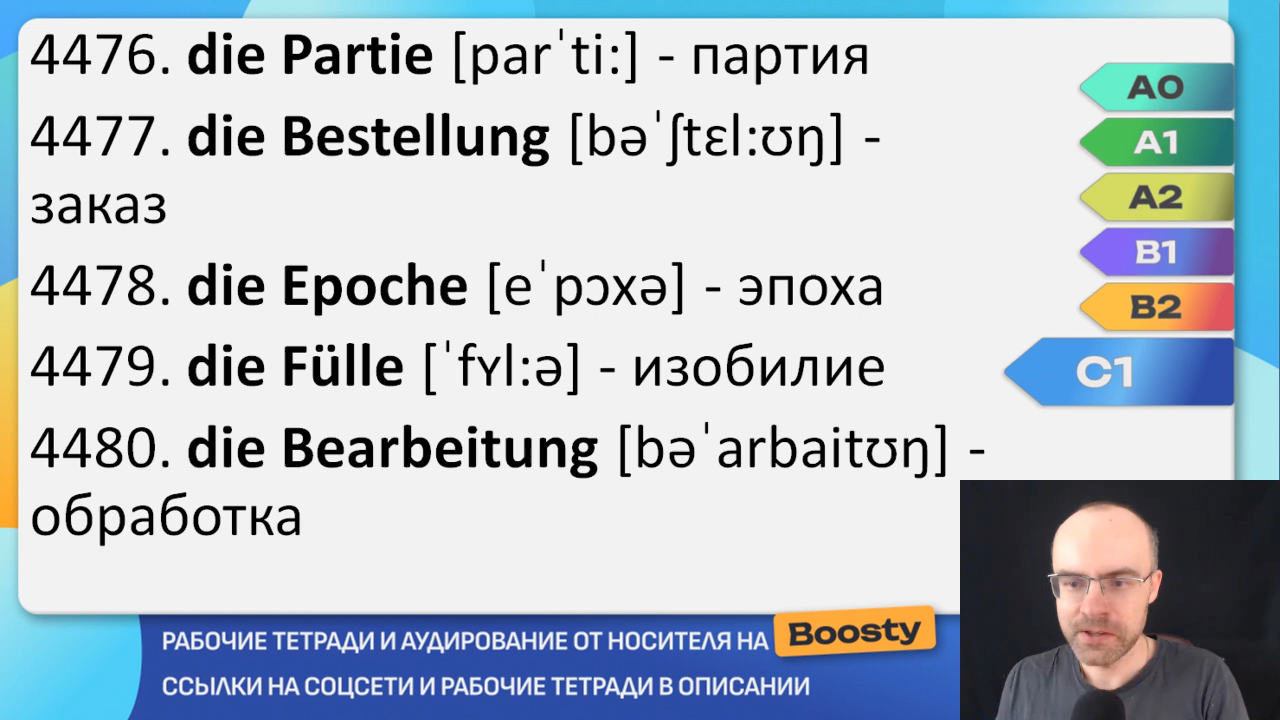 4476. die Partie [parˈti:] - партия
4477. die Bestellung [bəˈʃtɛl:ʊŋ] -
заказ
4478. die Epoche [eˈpɔxə] - эпоха
4479. die Fülle [ˈfʏl:ə] - изобилие
4480. die Bearbeitung [bəˈarbaitʊŋ] -
обработка
A0
A1
A2
B1
B2
C1
РАБОЧИЕ ТЕТРАДИ И АУДИРОВАНИЕ ОТ НОСИТЕЛЯ НА Boosty
ССЫЛКИ НА СОЦСЕТИ И РАБОЧИЕ ТЕТРАДИ В ОПИСАНИИ